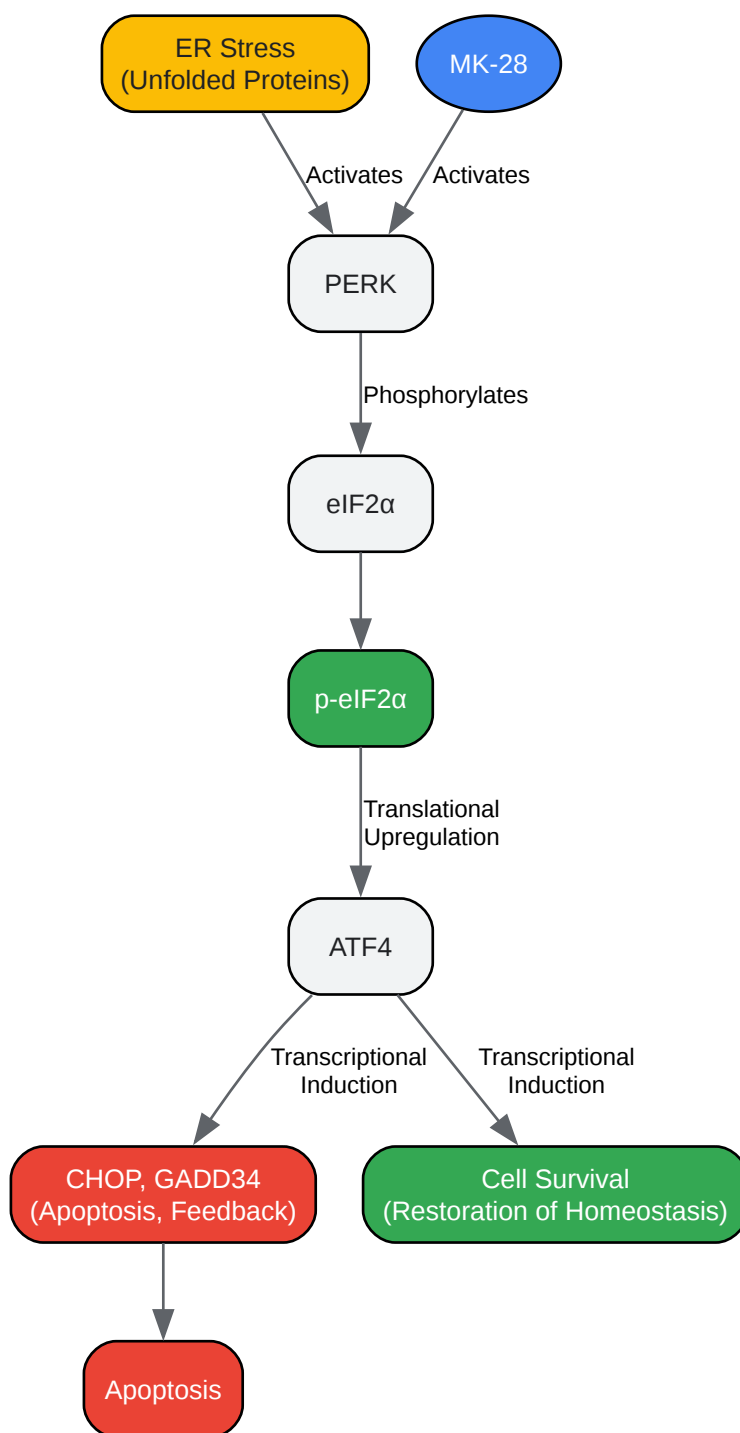 ER Stress
(Unfolded Proteins)
MK-28
Activates
Activates
PERK
Phosphorylates
eIF2α
p-eIF2α
Translational
Upregulation
ATF4
Transcriptional
Induction
Transcriptional
Induction
CHOP, GADD34
(Apoptosis, Feedback)
Cell Survival
(Restoration of Homeostasis)
Apoptosis